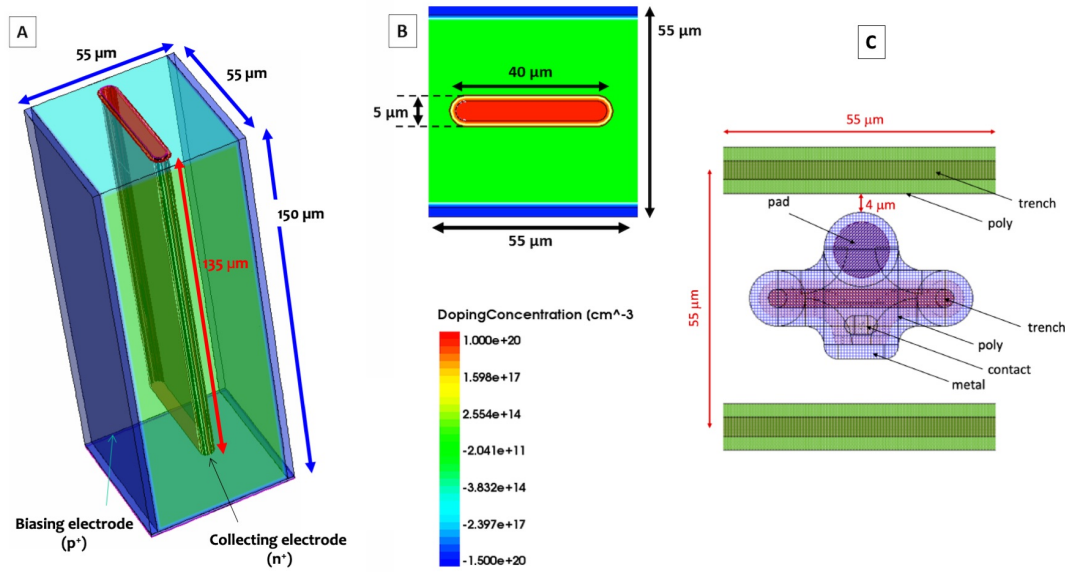 A
55 µm
55 µm
150 µm
135 µm
Biasing electrode
(p⁺)
Collecting electrode
(n⁺)
B
40 µm
5 µm
55 µm
55 µm
DopingConcentration (cm^-3
1.000e+20
1.598e+17
2.554e+14
-2.041e+11
-3.832e+14
-2.397e+17
-1.500e+20
C
55 µm
55 µm
4 µm
pad
trench
poly
trench
poly
contact
metal